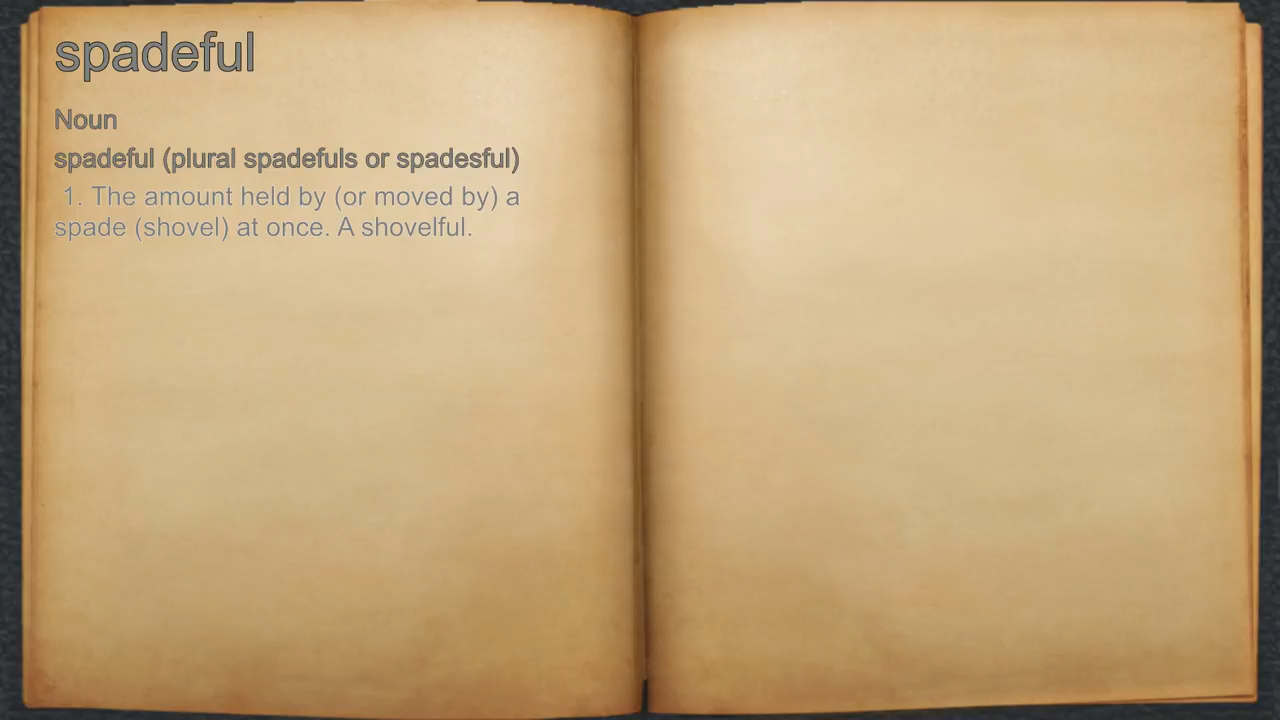 spadeful
Noun
spadeful (plural spadefuls or spadesful)
1. The amount held by (or moved by) a
spade (shovel) at once. A shovelful.